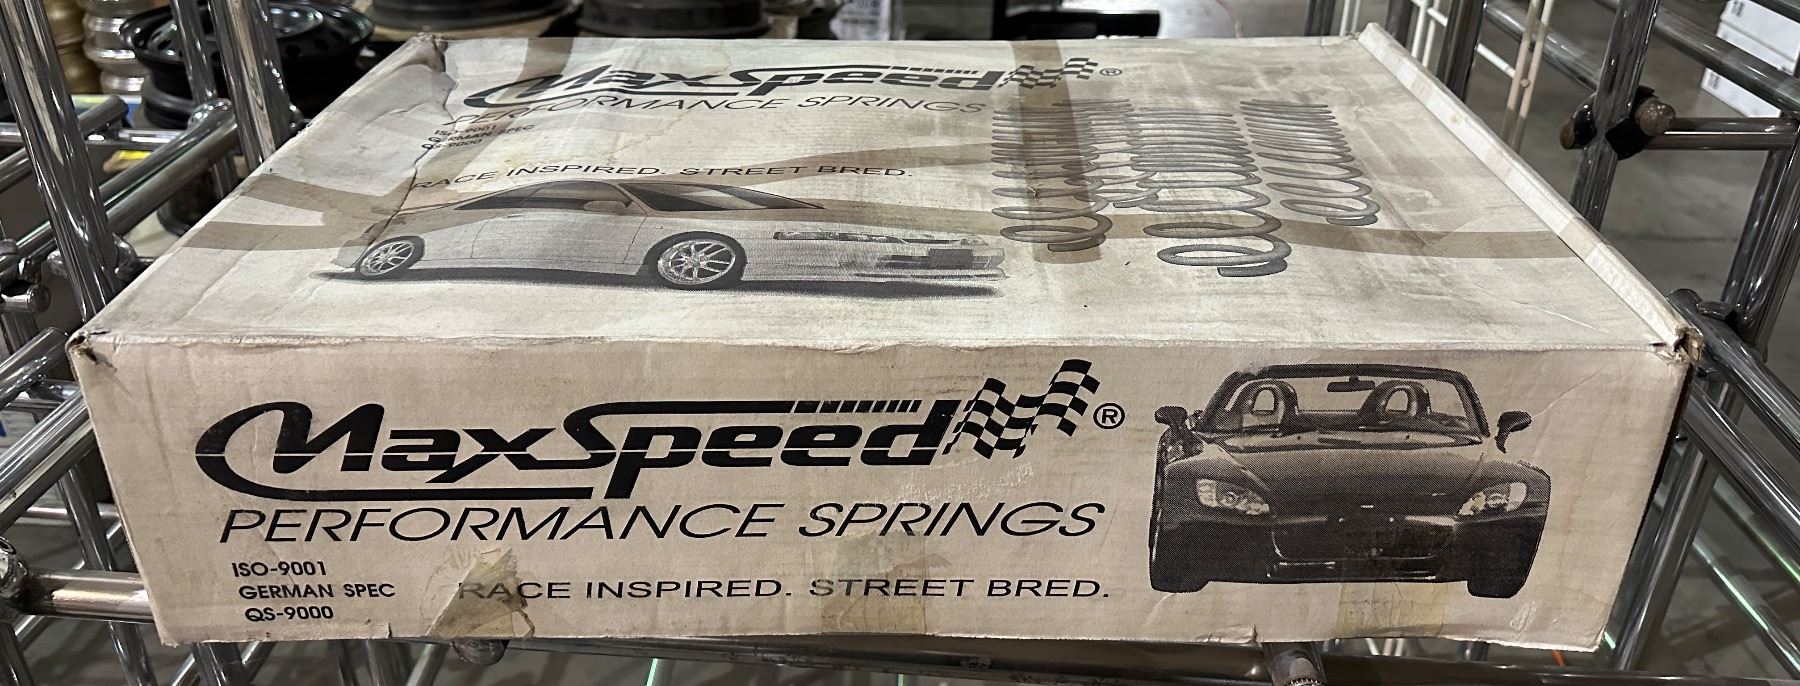 MaxSpeed®
PERFORMANCE SPRINGS
ISO-9001
GERMAN SPEC
QS-9000
RACE INSPIRED. STREET BRED.
MaxSpeed®
PERFORMANCE SPRINGS
ISO-9001
GERMAN SPEC
QS-9000
RACE INSPIRED. STREET BRED.